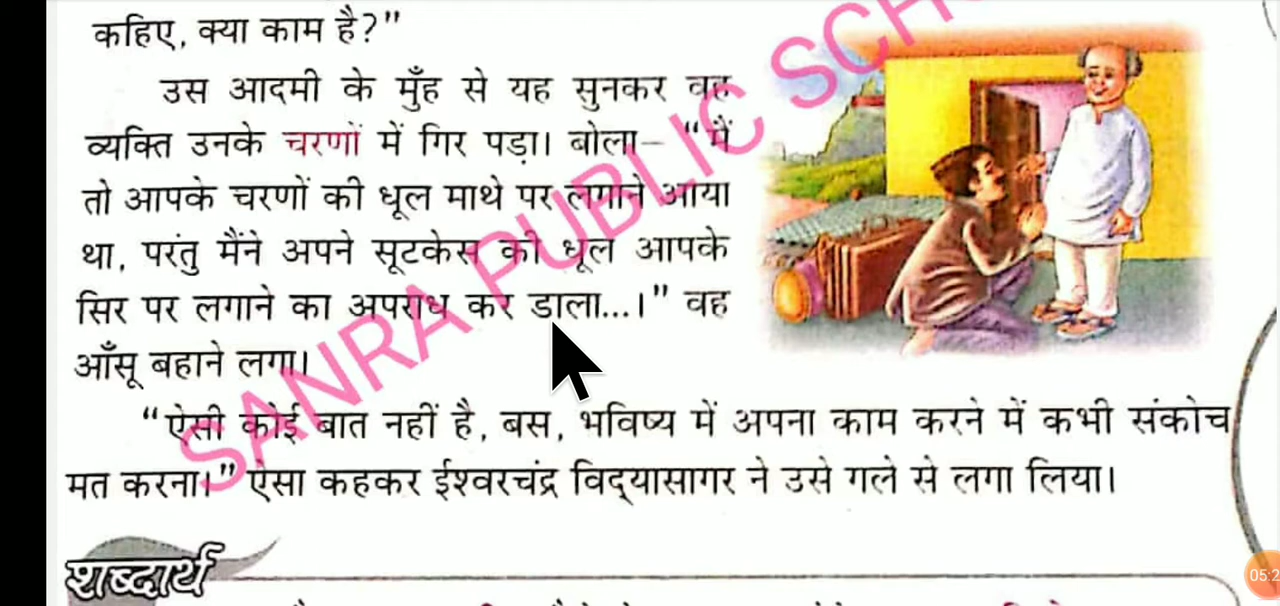 कहिए, क्या काम है?"
उस आदमी के मुँह से यह सुनकर वह
व्यक्ति उनके चरणों में गिर पड़ा। बोला– "मैं
तो आपके चरणों की धूल माथे पर लगाने आया
था, परंतु मैंने अपने सूटकेस की धूल आपके
सिर पर लगाने का अपराध कर डाला...।" वह
आँसू बहाने लगा।
"ऐसी कोई बात नहीं है, बस, भविष्य में अपना काम करने में कभी संकोच
मत करना।" ऐसा कहकर ईश्वरचंद्र विद्यासागर ने उसे गले से लगा लिया।
शब्दार्थ
SANRA PUBLIC SCH
05:2